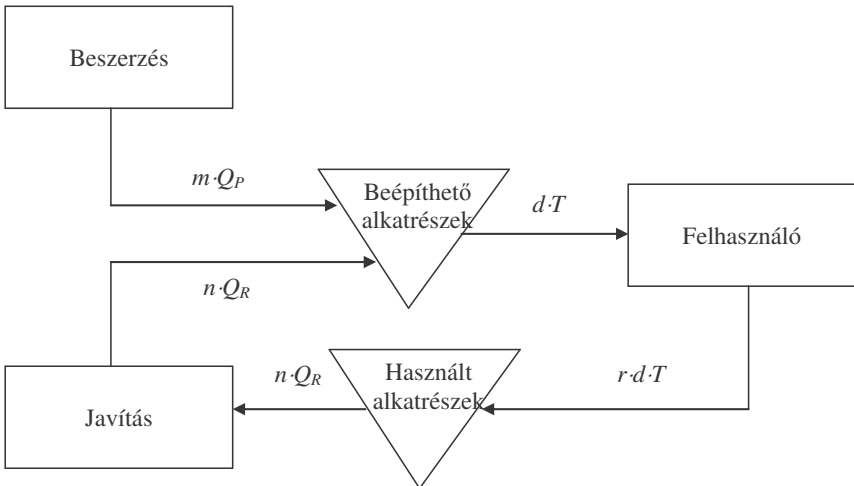 Beszerzés
m·Q_P
Beépíthető
alkatrészek
d·T
Felhasználó
n·Q_R
Használt
alkatrészek
n·Q_R
r·d·T
Javítás